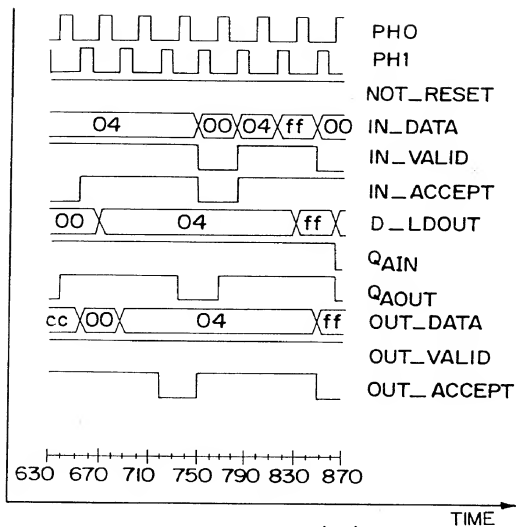 PH0
PH1
NOT_RESET
04 00 04 ff 00 IN_DATA
IN_VALID
IN_ACCEPT
00 04 ff D_LDOUT
QAIN
QAOUT
cc 00 04 ff OUT_DATA
OUT_VALID
OUT_ACCEPT
630 670 710 750 790 830 870
TIME